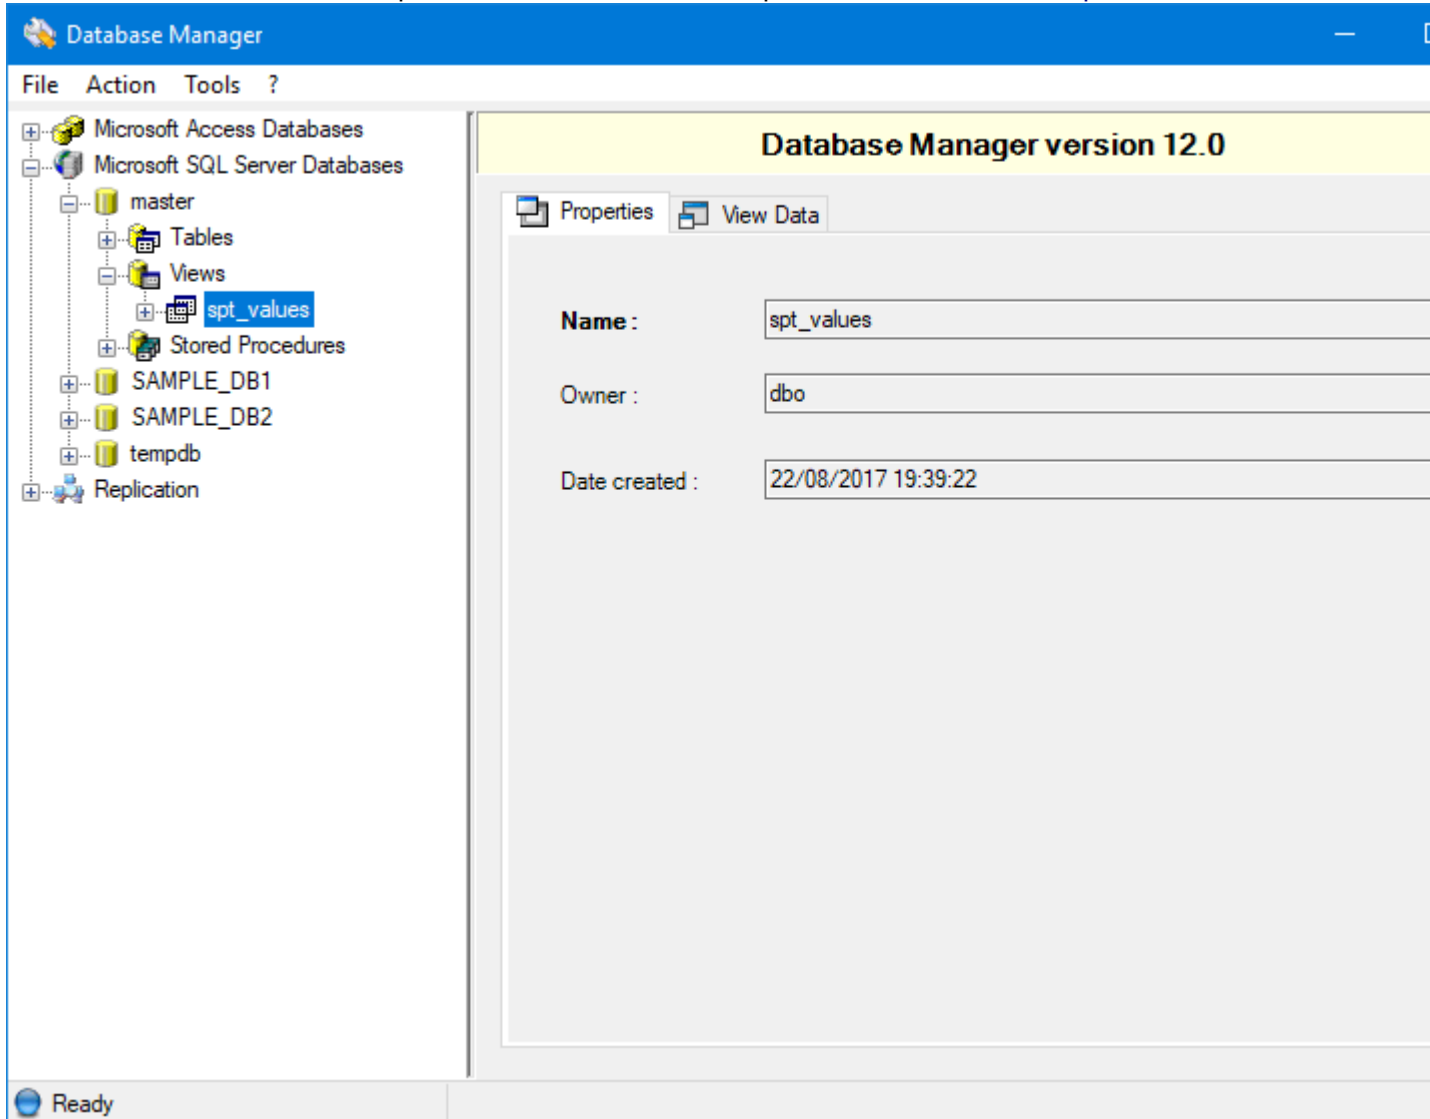 Database Manager
File Action Tools ?
Microsoft Access Databases
Microsoft SQL Server Databases
master
Tables
Views
spt_values
Stored Procedures
SAMPLE_DB1
SAMPLE_DB2
tempdb
Replication
Database Manager version 12.0
Properties View Data
Name : spt_values
Owner : dbo
Date created : 22/08/2017 19:39:22
Ready